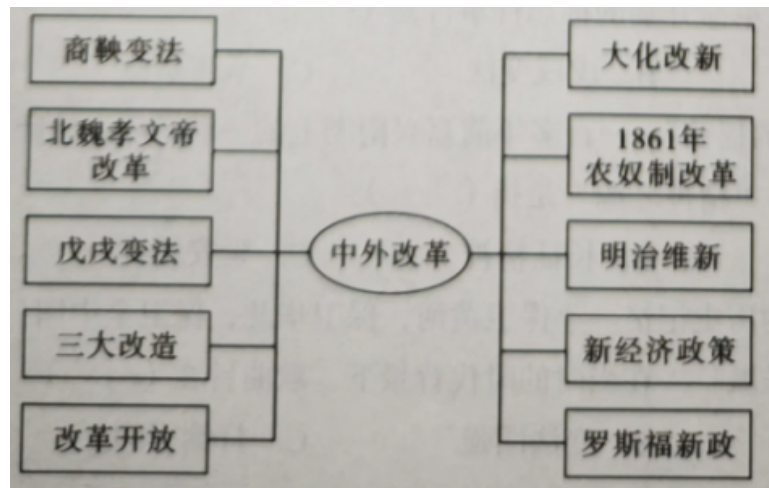 商鞅变法
北魏孝文帝
改革
戊戌变法
三大改造
改革开放
中外改革
大化改新
1861年
农奴制改革
明治维新
新经济政策
罗斯福新政